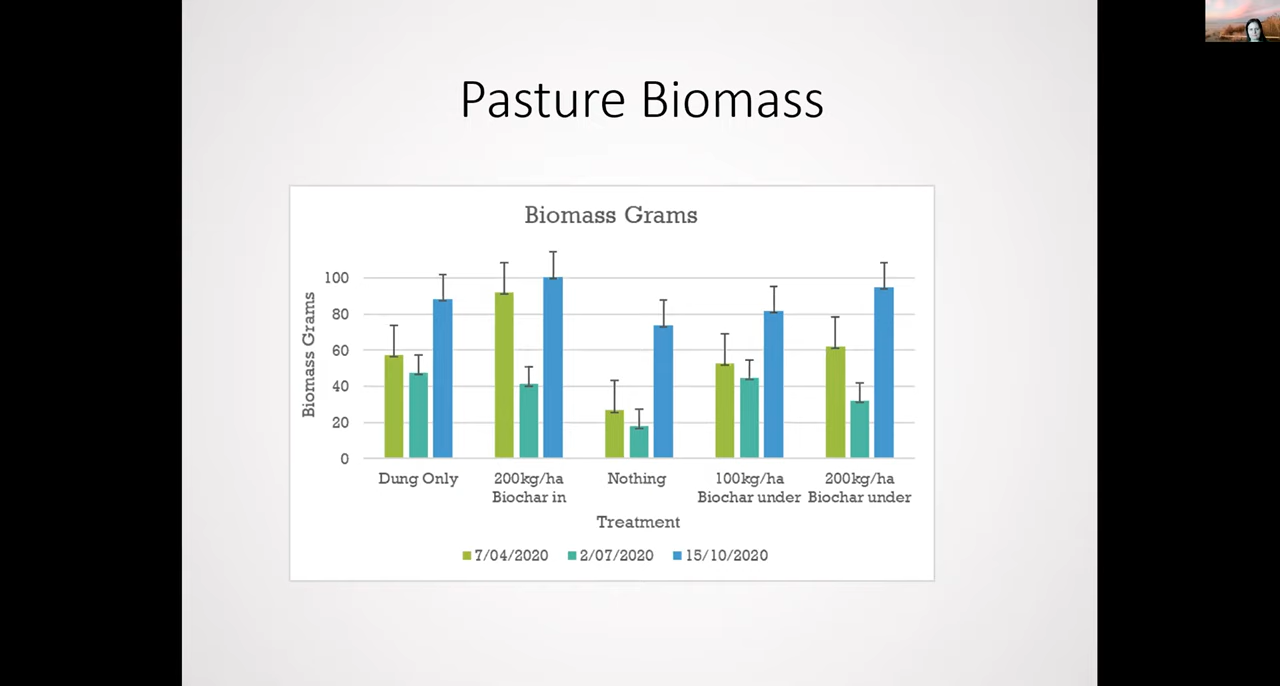 Pasture Biomass
Biomass Grams
Biomass Grams
100
80
60
40
20
0
Dung Only
200kg/ha
Biochar in
Nothing
100kg/ha
Biochar under
200kg/ha
Biochar under
Treatment
7/04/2020 2/07/2020 15/10/2020